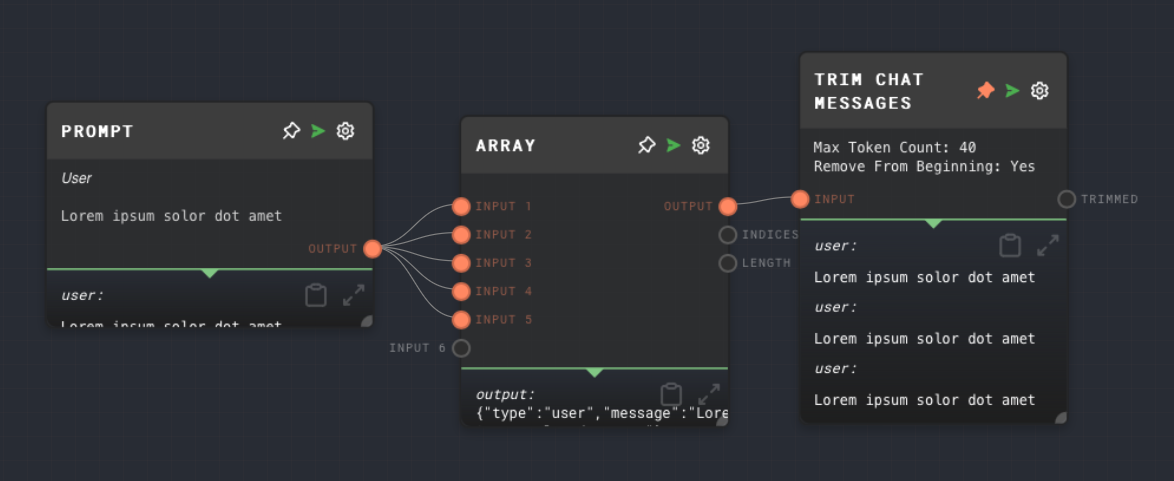 PROMPT
User
Lorem ipsum solor dot amet
OUTPUT
user:
Lorem ipsum solor dot amet
ARRAY
INPUT 1
OUTPUT
INPUT 2
INDICES
INPUT 3
LENGTH
INPUT 4
INPUT 5
INPUT 6
output:
{"type":"user","message":"Lore
TRIM CHAT
MESSAGES
Max Token Count: 40
Remove From Beginning: Yes
INPUT
TRIMMED
user:
Lorem ipsum solor dot amet
user:
Lorem ipsum solor dot amet
user:
Lorem ipsum solor dot amet